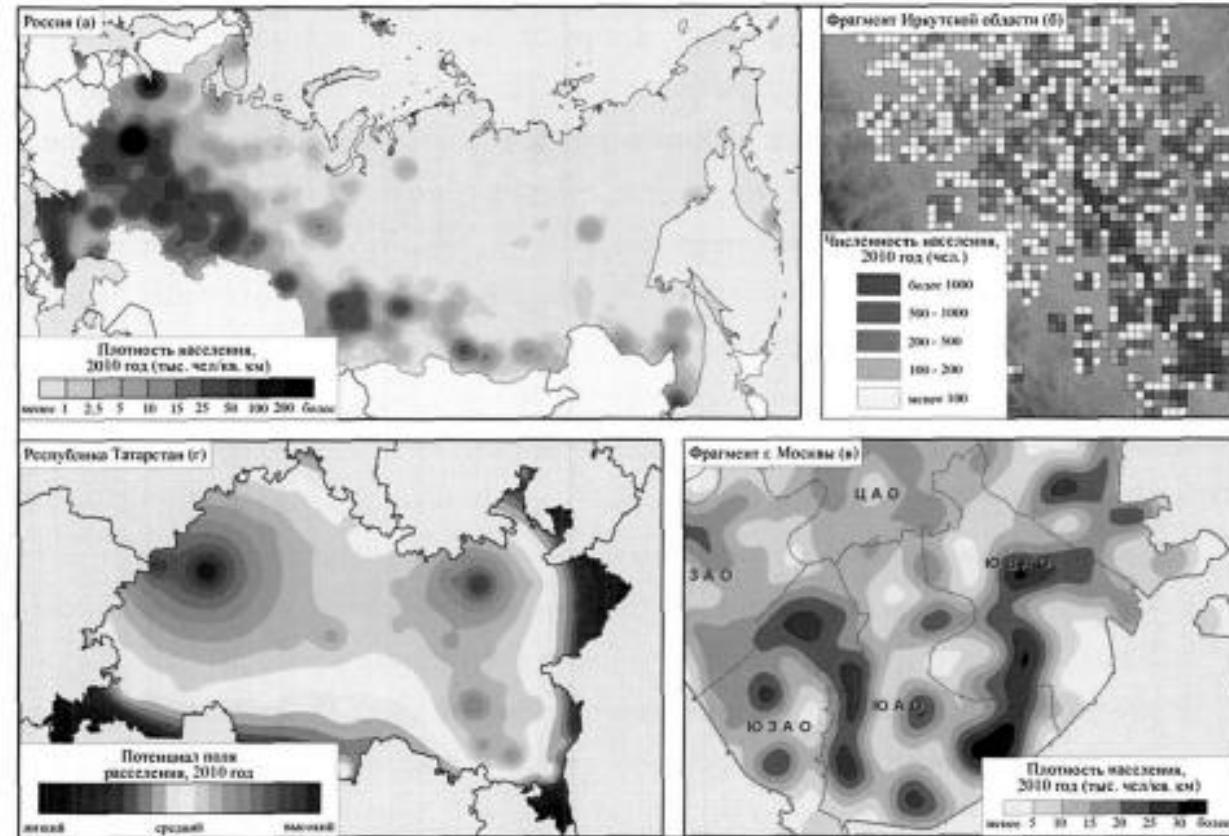 Россия (а)
Плотность населения,
2010 год (тыс. чел/кв. км)
менее 1 2,5 5 10 15 25 50 100 200 более
Фрагмент Иркутской области (б)
Численность населения,
2010 год (чел.)
более 1000
500 - 1000
200 - 500
100 - 200
менее 100
Республика Татарстан (г)
Потенциал поля
расселения, 2010 год
низкий средний высокий
Фрагмент г. Москвы (в)
ЦАО
ЗАО
ЮВАО
ЮАО
ЮЗАО
Плотность населения,
2010 год (тыс. чел/кв. км)
менее 5 10 15 20 25 30 более